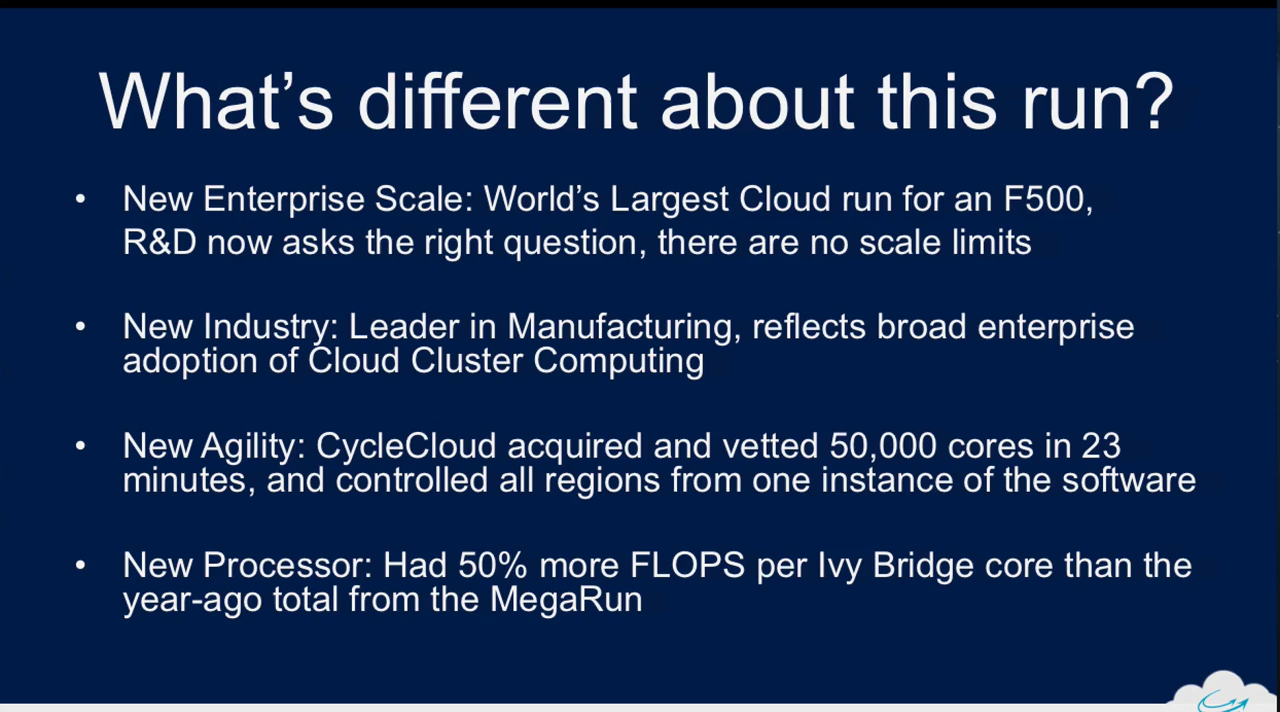 What's different about this run?
• New Enterprise Scale: World's Largest Cloud run for an F500,
R&D now asks the right question, there are no scale limits
• New Industry: Leader in Manufacturing, reflects broad enterprise
adoption of Cloud Cluster Computing
• New Agility: CycleCloud acquired and vetted 50,000 cores in 23
minutes, and controlled all regions from one instance of the software
• New Processor: Had 50% more FLOPS per Ivy Bridge core than the
year-ago total from the MegaRun